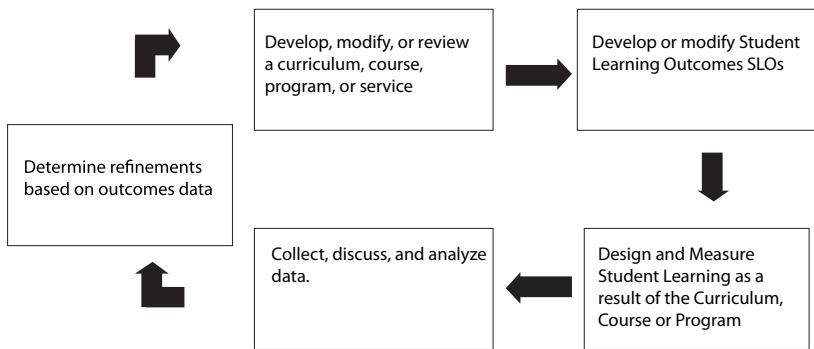 Develop, modify, or review
a curriculum, course,
program, or service
Develop or modify Student
Learning Outcomes SLOs
Determine refinements
based on outcomes data
Collect, discuss, and analyze
data.
Design and Measure
Student Learning as a
result of the Curriculum,
Course or Program